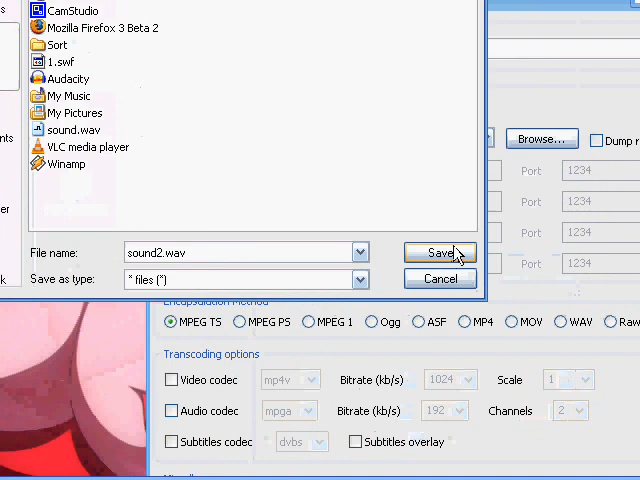 s
CamStudio
Mozilla Firefox 3 Beta 2
Sort
1.swf
Audacity
My Music
My Pictures
sound.wav
VLC media player
Winamp
nts
er
k
File name: sound2.wav Save
Save as type: * files (*) Cancel
Browse... Dump r
Port 1234
Port 1234
Port 1234
Port 1234
Encapsulation Method
MPEG TS MPEG PS MPEG 1 Ogg ASF MP4 MOV WAV Raw
Transcoding options
Video codec mp4v Bitrate (kb/s) 1024 Scale 1
Audio codec mpga Bitrate (kb/s) 192 Channels 2
Subtitles codec dvbs Subtitles overlay